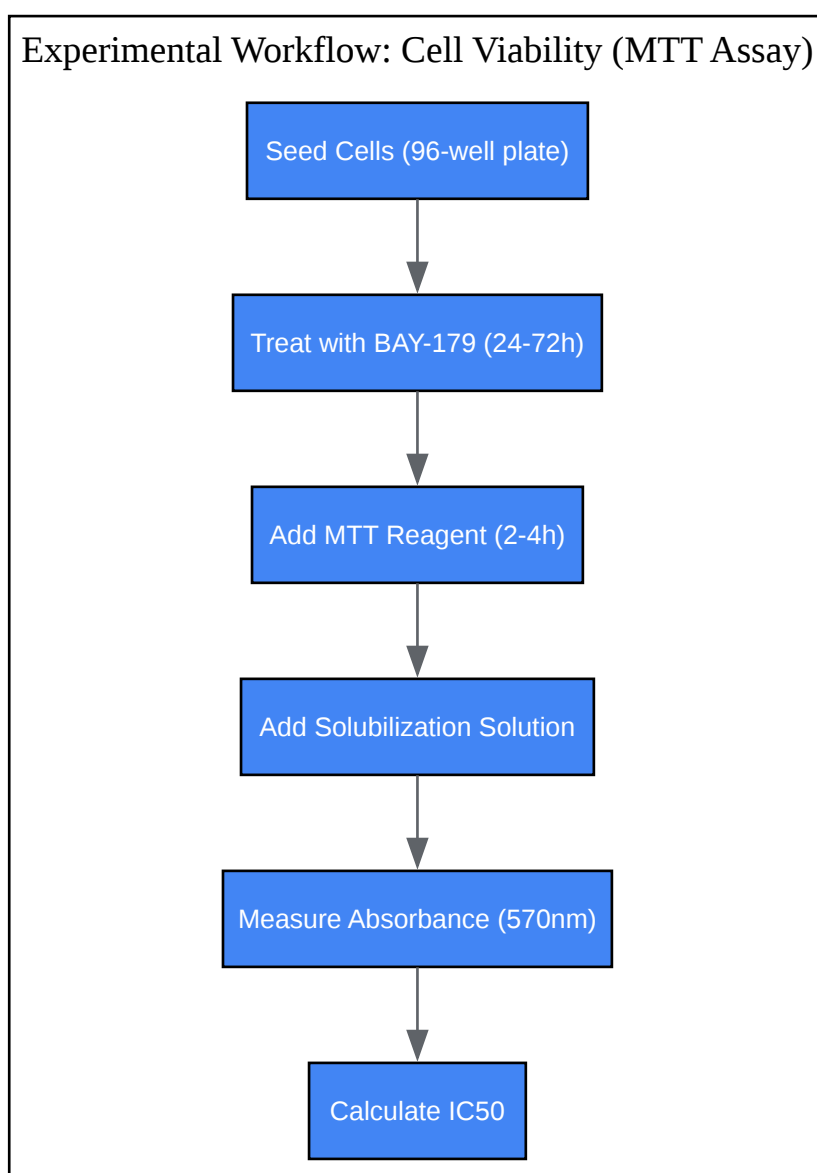 Experimental Workflow: Cell Viability (MTT Assay)
Seed Cells (96-well plate)
Treat with BAY-179 (24-72h)
Add MTT Reagent (2-4h)
Add Solubilization Solution
Measure Absorbance (570nm)
Calculate IC50